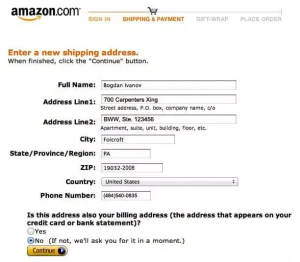 amazon.com
SIGN IN SHIPPING & PAYMENT GIFT-WRAP PLACE ORDER
Enter a new shipping address.
When finished, click the "Continue" button.
Full Name: Bogdan Ivanov
Address Line1: 700 Carpenters Xing
Street address, P.O. box, company name, c/o
Address Line2: BWW, Ste. 123456
Apartment, suite, unit, building, floor, etc.
City: Folcroft
State/Province/Region: PA
ZIP: 19032-2008
Country: United States
Phone Number: (484)540-0835
Is this address also your billing address (the address that appears on your
credit card or bank statement)?
Yes
No (If not, we'll ask you for it in a moment.)
Continue